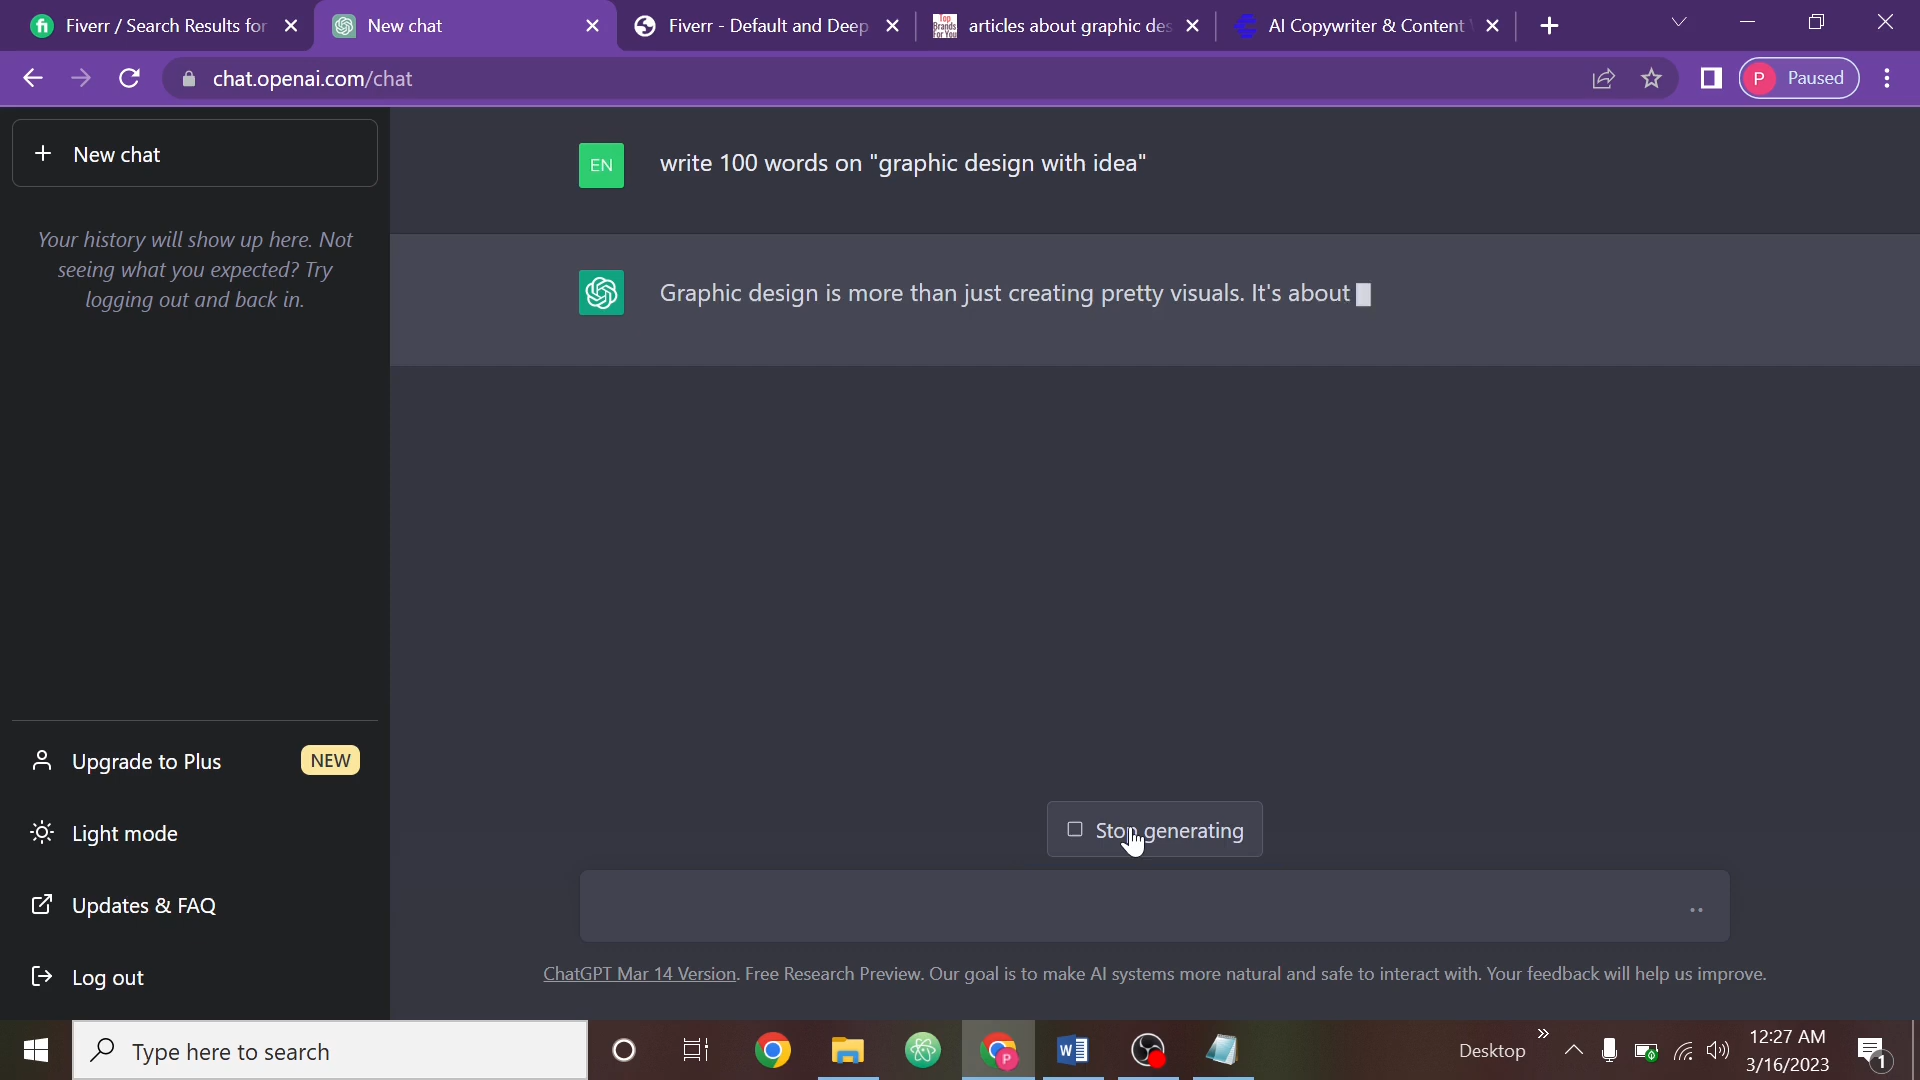 Fiverr / Search Results for
New chat
Fiverr - Default and Deep
Top Brands For You
articles about graphic des
AI Copywriter & Content
chat.openai.com/chat
P
Paused
New chat
Your history will show up here. Not
seeing what you expected? Try
logging out and back in.
EN
write 100 words on "graphic design with idea"
Graphic design is more than just creating pretty visuals. It's about
Upgrade to Plus
NEW
Light mode
Updates & FAQ
Log out
Stop generating
ChatGPT Mar 14 Version. Free Research Preview. Our goal is to make AI systems more natural and safe to interact with. Your feedback will help us improve.
Type here to search
P
Desktop
12:27 AM
3/16/2023
1